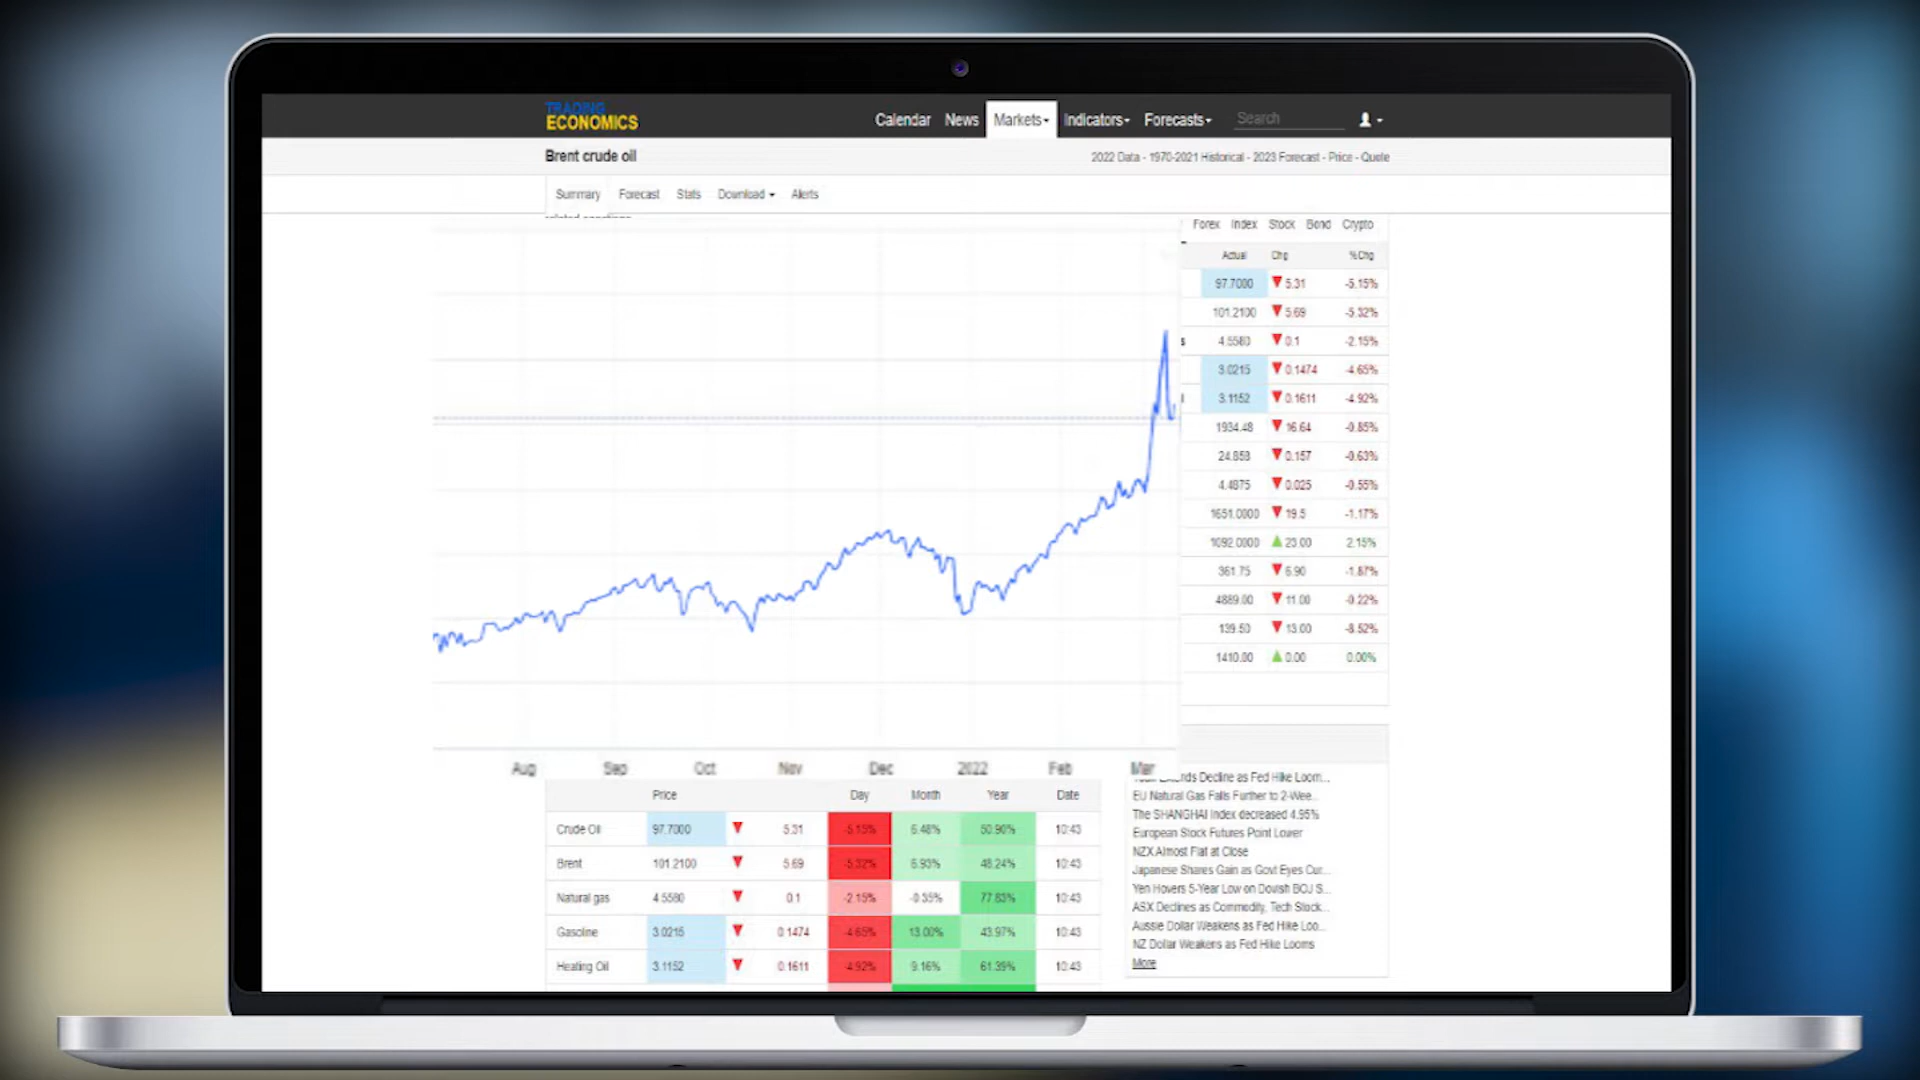 TRADING
ECONOMICS
Calendar News Markets Indicators Forecasts Search
Brent crude oil
2022 Data - 1970-2021 Historical - 2023 Forecast - Price - Quote
Summary Forecast Stats Download Alerts
Forex Index Stock Bond Crypto
Actual Chg %Chg
97.7000 5.31 -5.15%
101.2100 5.69 -5.32%
s 4.5580 0.1 -2.15%
3.0215 0.1474 -4.65%
l 3.1152 0.1611 -4.92%
1934.48 16.64 -0.85%
24.858 0.157 -0.63%
4.4875 0.025 -0.55%
1651.0000 19.5 -1.17%
1092.0000 23.00 2.15%
361.75 6.90 -1.87%
4889.00 11.00 -0.22%
139.50 13.00 -8.52%
1410.00 0.00 0.00%
Aug Sep Oct Nov Dec 2022 Feb Mar
Price Day Month Year Date
Crude Oil 97.7000 5.31 -5.15% 6.48% 50.90% 10:43
Brent 101.2100 5.69 -5.32% 6.93% 48.24% 10:43
Natural gas 4.5580 0.1 -2.15% -0.35% 77.83% 10:43
Gasoline 3.0215 0.1474 -4.65% 13.00% 43.97% 10:43
Heating Oil 3.1152 0.1611 -4.92% 9.16% 61.39% 10:43
Decline as Fed Hike Loom...
EU Natural Gas Falls Further to 2-Wee...
The SHANGHAI Index decreased 4.95%
European Stock Futures Point Lower
NZX Almost Flat at Close
Japanese Shares Gain as Govt Eyes Cur...
Yen Hovers 5-Year Low on Dovish BOJ S...
ASX Declines as Commodity, Tech Stock...
Aussie Dollar Weakens as Fed Hike Loo...
NZ Dollar Weakens as Fed Hike Looms
More